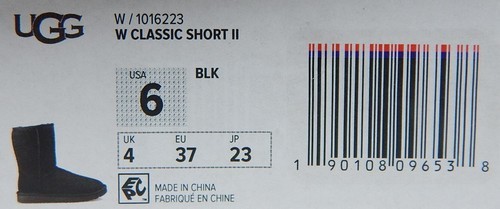 UGG
W / 1016223
W CLASSIC SHORT II
USA
6
BLK
UK EU JP
4 37 23
EPC
MADE IN CHINA
FABRIQUÉ EN CHINE
1 90108 09653 8